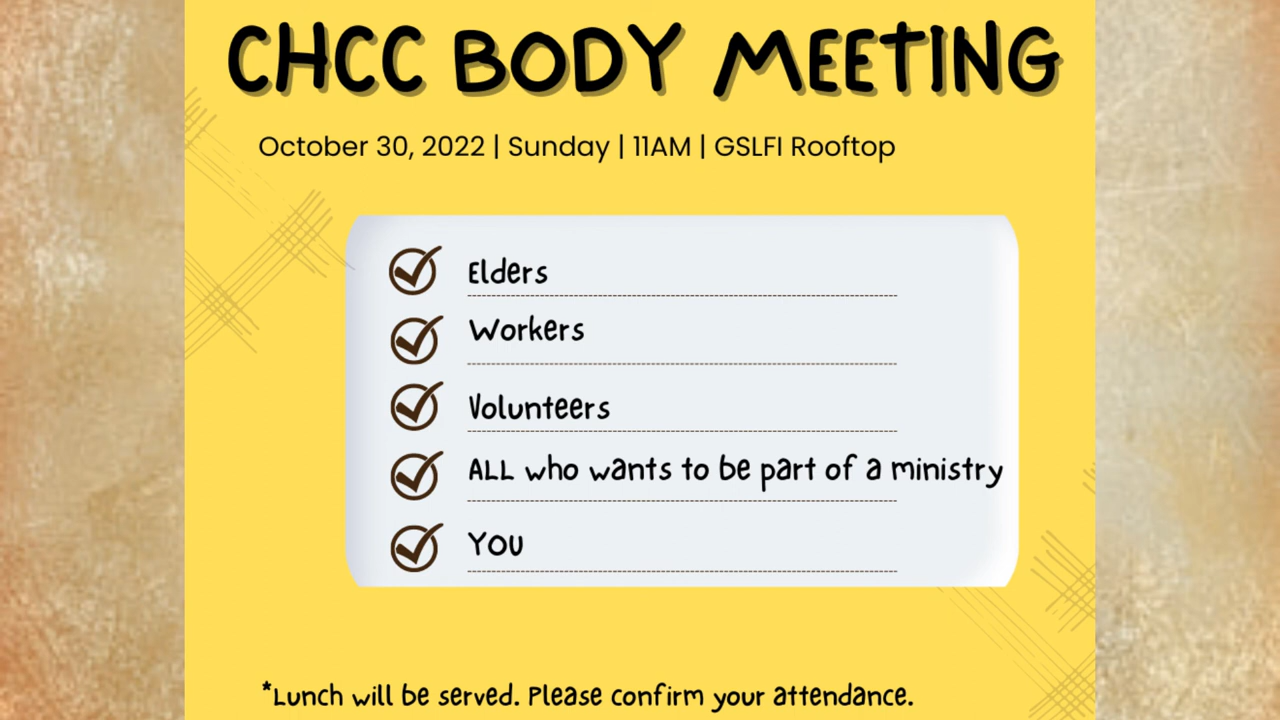 CHCC BODY MEETING
October 30, 2022 | Sunday | 11AM | GSLFI Rooftop
Elders
Workers
Volunteers
ALL who wants to be part of a ministry
YOU
*Lunch will be served. Please confirm your attendance.